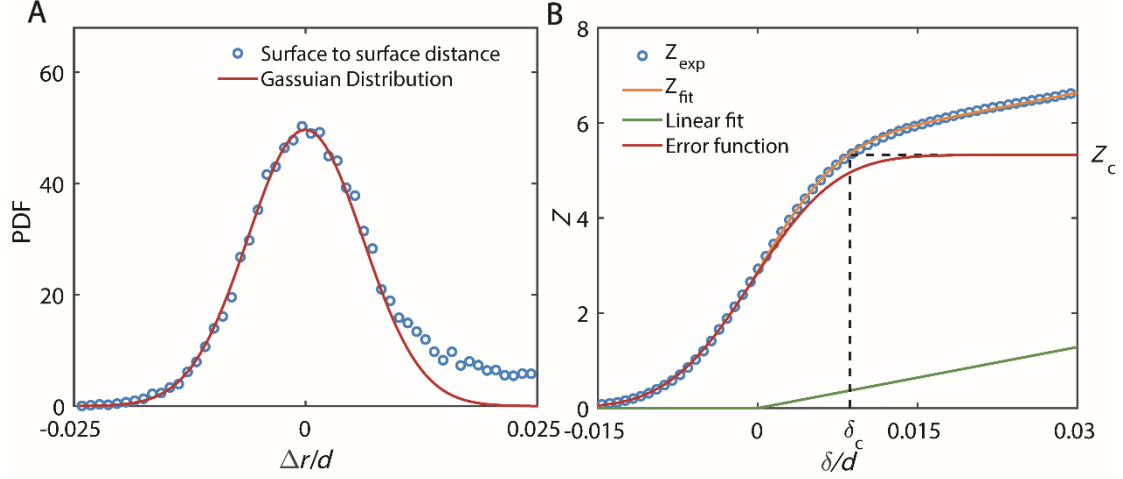 A
Surface to surface distance
Gassuian Distribution
PDF
60
40
20
0
-0.025
0
0.025
Δr/d
B
Z_exp
Z_fit
Linear fit
Error function
Z
8
6
4
2
0
Z_c
-0.015
0
δ_c
0.015
0.03
δ/d